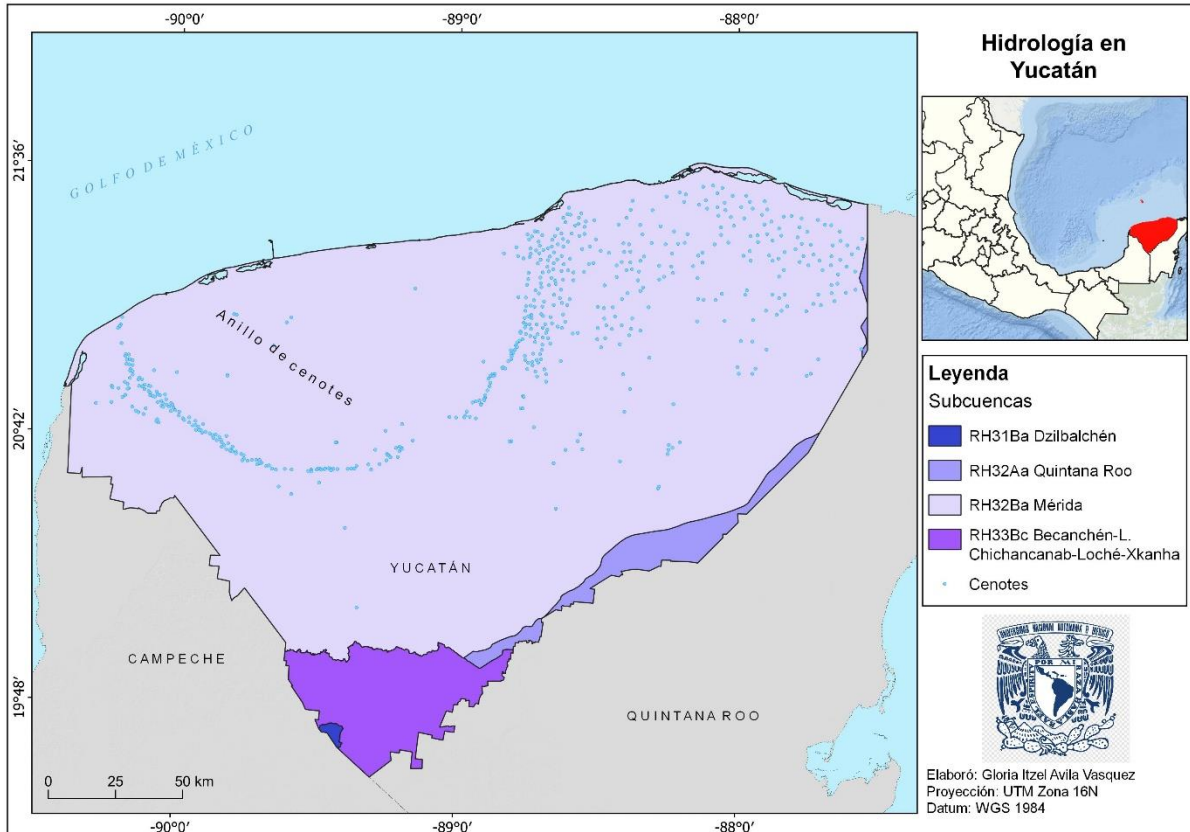 -90°0'
-89°0'
-88°0'
21°36'
20°42'
19°48'
GOLFO DE MÉXICO
Anillo de cenotes
YUCATÁN
CAMPECHE
QUINTANA ROO
0 25 50 km
-90°0'
-89°0'
-88°0'
Hidrología en
Yucatán
Leyenda
Subcuencas
RH31Ba Dzilbalchén
RH32Aa Quintana Roo
RH32Ba Mérida
RH33Bc Becanchén-L.
Chichancanab-Loché-Xkanha
Cenotes
Elaboró: Gloria Itzel Avila Vasquez
Proyección: UTM Zona 16N
Datum: WGS 1984